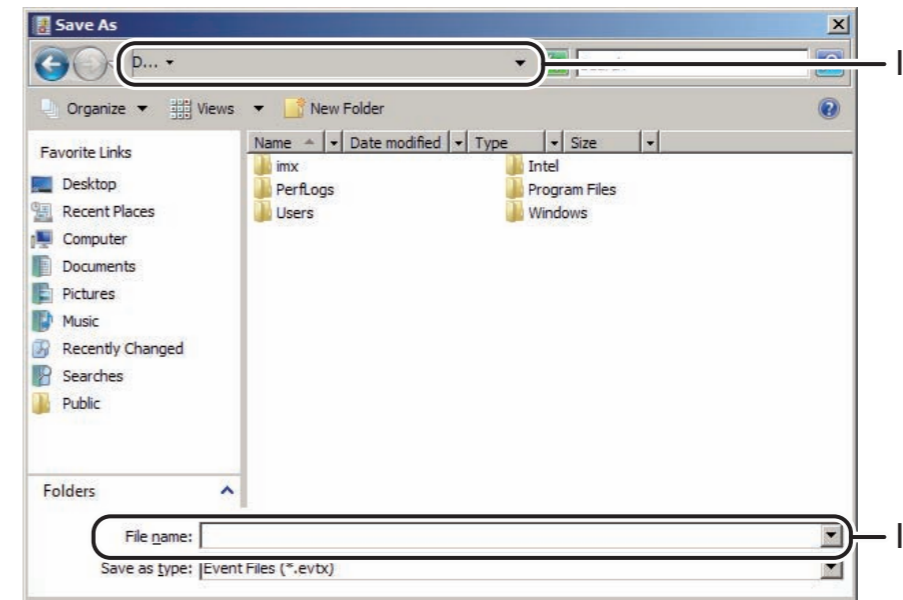 Save As
D...
Organize Views New Folder
Favorite Links
Name Date modified Type Size
Desktop
Recent Places
Computer
Documents
Pictures
Music
Recently Changed
Searches
Public
imx Intel
PerfLogs Program Files
Users Windows
Folders
File name:
Save as type: Event Files (*.evtx)